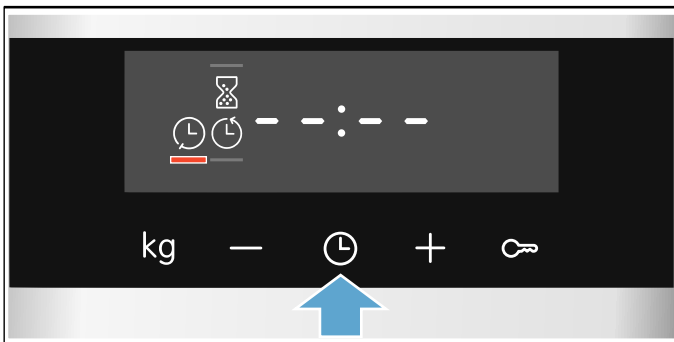 -- -- : -- --
kg — +